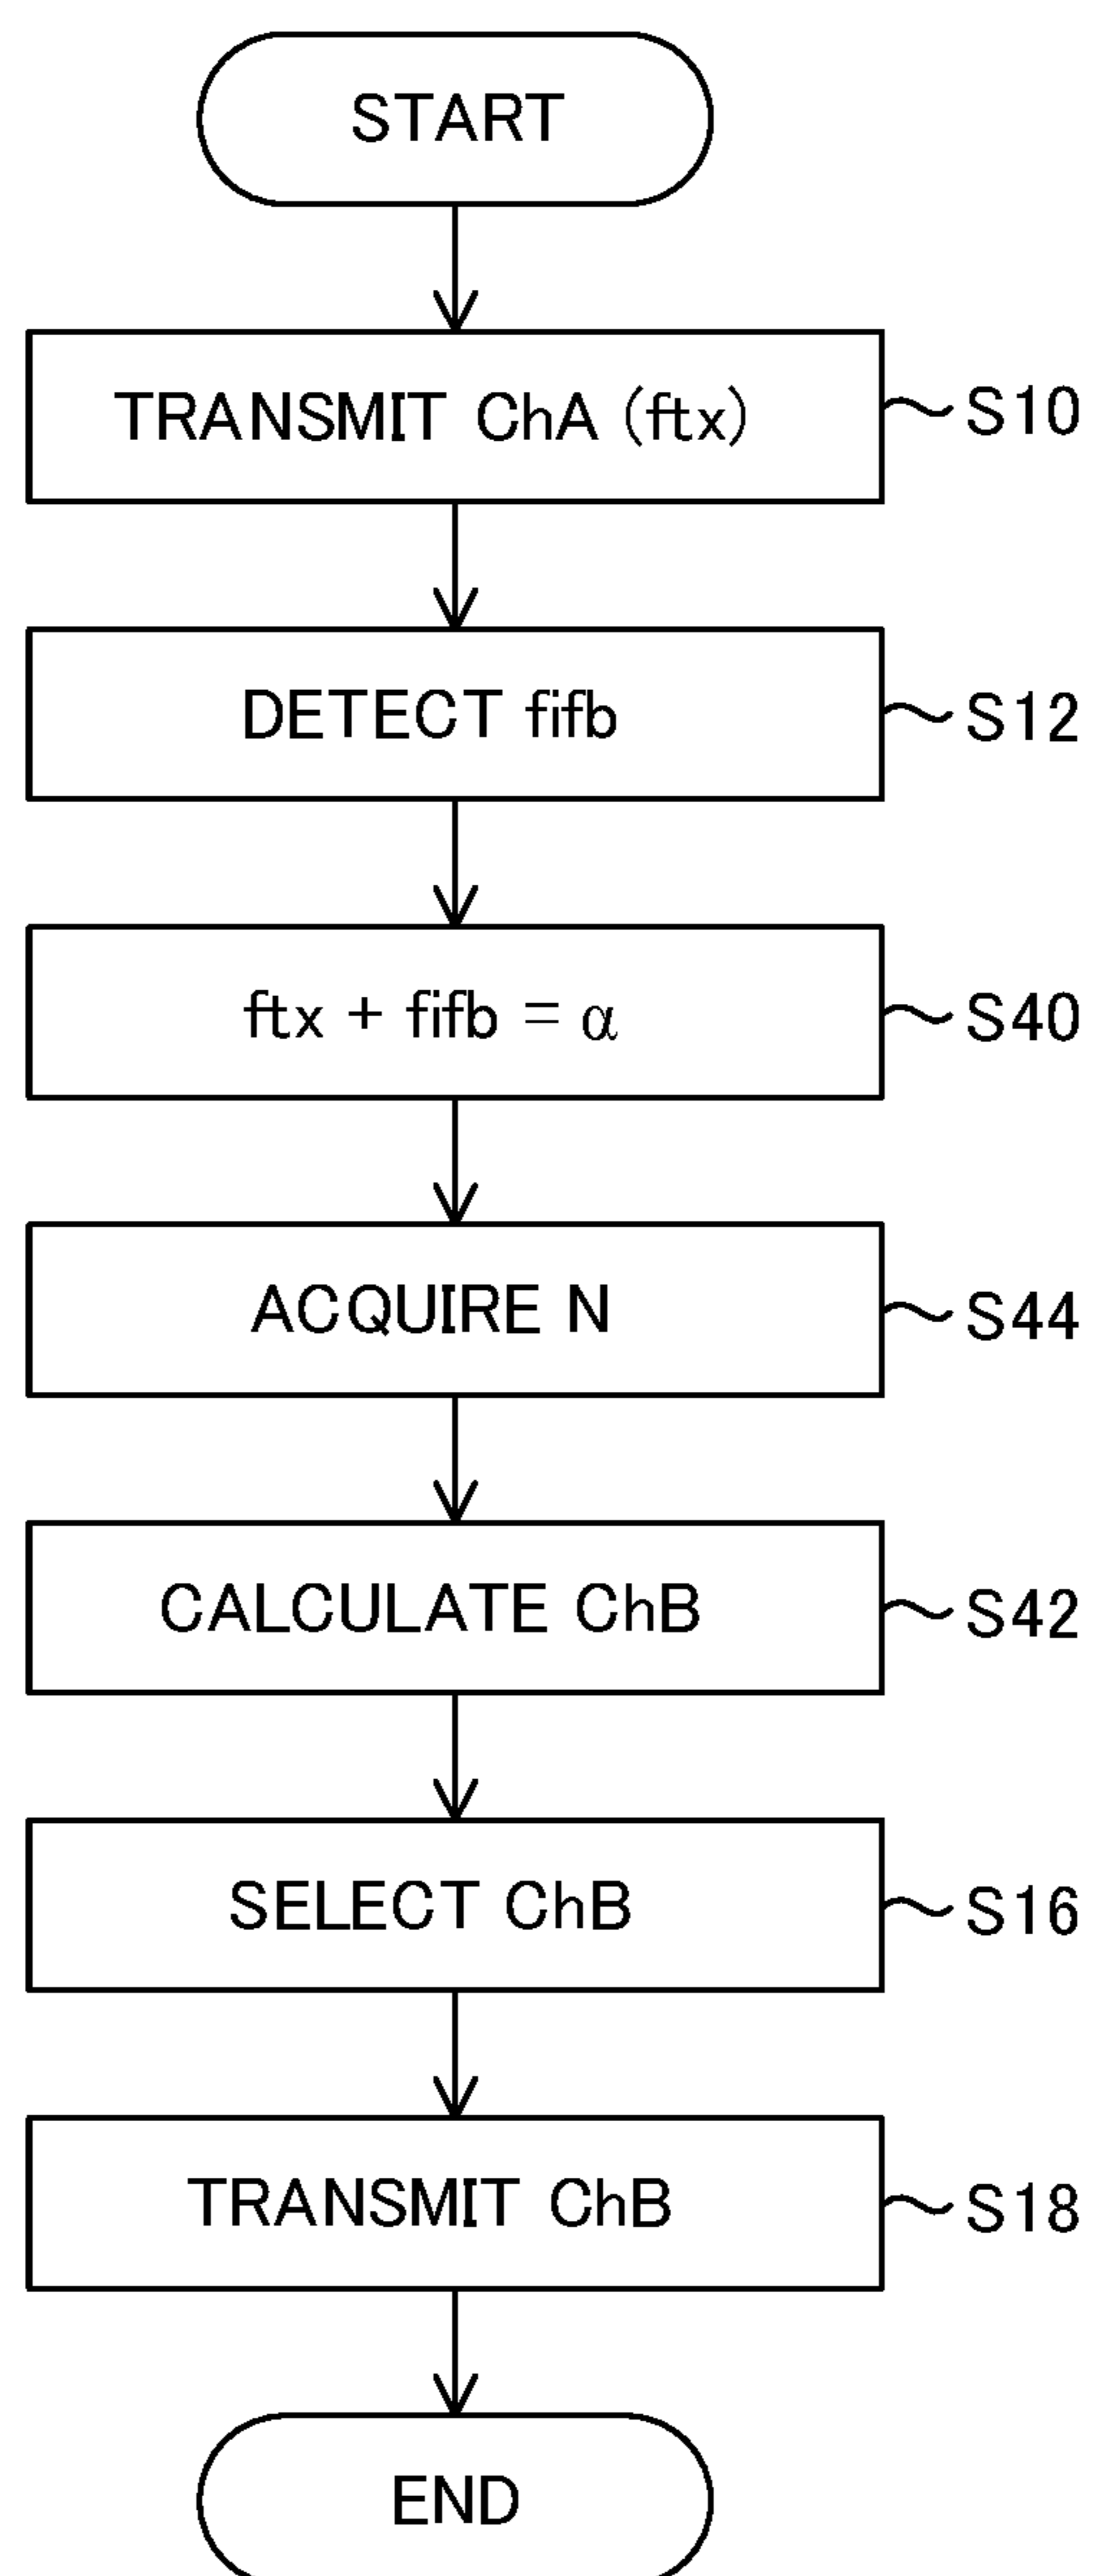 START
TRANSMIT ChA (ftx) S10
DETECT fifb S12
ftx + fifb = α S40
ACQUIRE N S44
CALCULATE ChB S42
SELECT ChB S16
TRANSMIT ChB S18
END